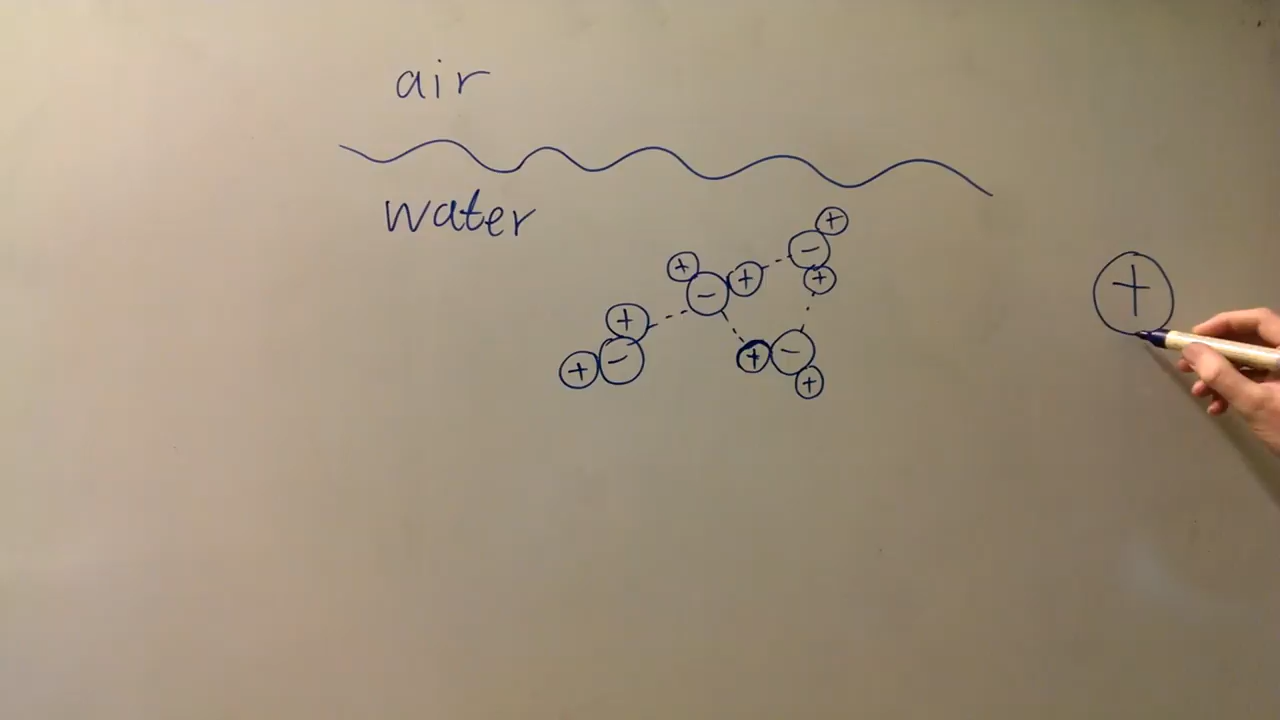 air
water
+
+ -
+ + -
+ - +
+ -
+ - +